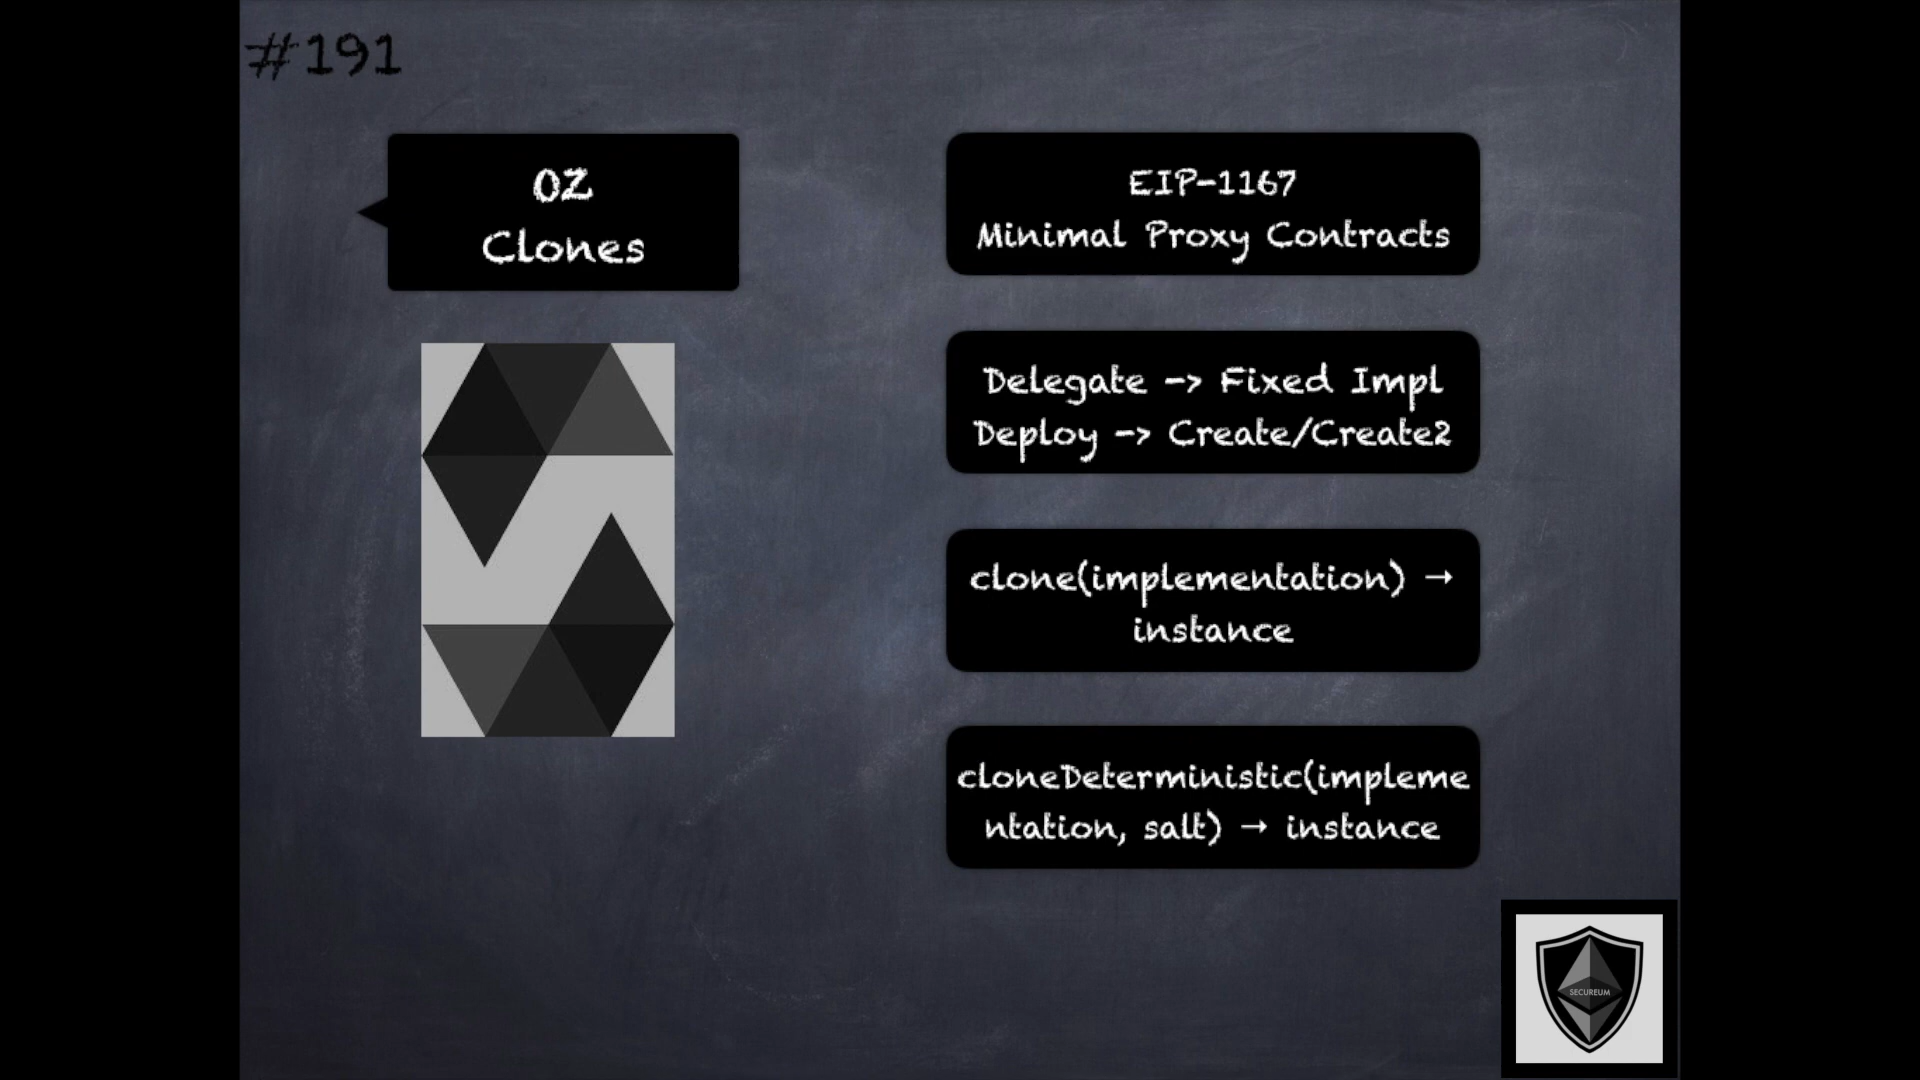 #191
OZ
Clones
EIP-1167
Minimal Proxy Contracts
Delegate -> Fixed Impl
Deploy -> Create/Create2
clone(implementation) →
instance
cloneDeterministic(impleme
ntation, salt) → instance
SECUREUM